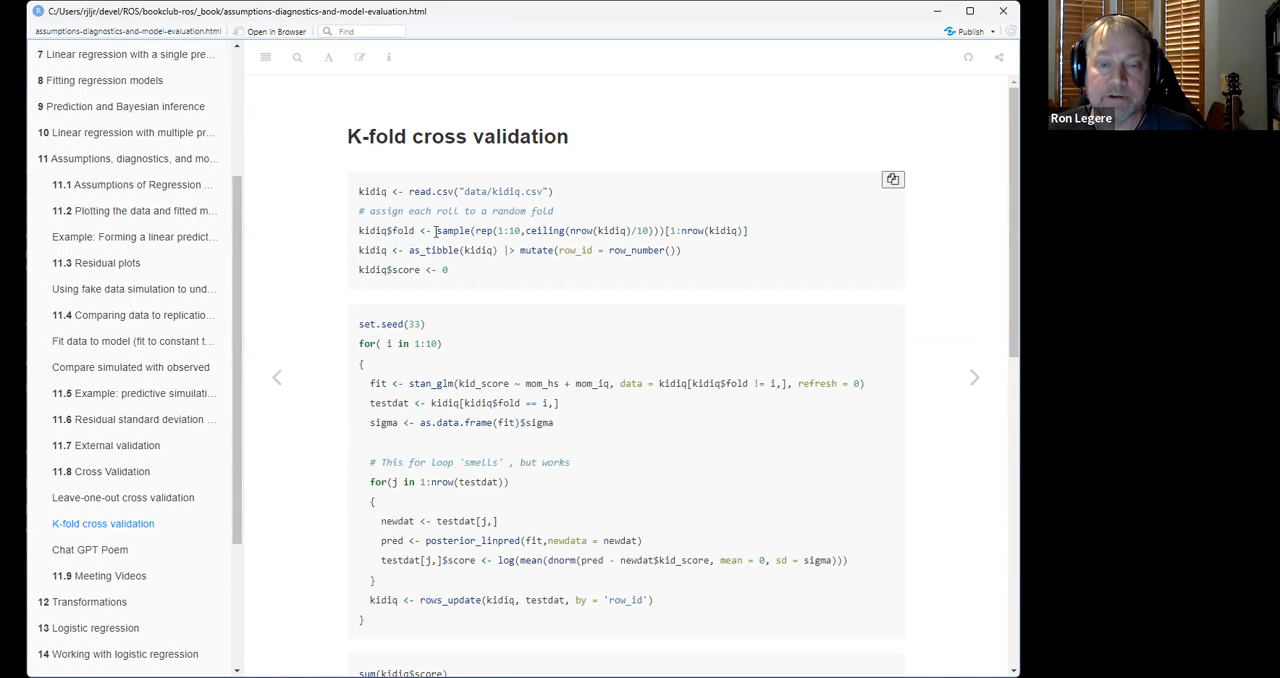 C:/Users/rjljr/devel/ROS/bookclub-ros/_book/assumptions-diagnostics-and-model-evaluation.html
assumptions-diagnostics-and-model-evaluation.html
Open in Browser
Find
Publish
7 Linear regression with a single pre...
8 Fitting regression models
9 Prediction and Bayesian inference
10 Linear regression with multiple pr...
11 Assumptions, diagnostics, and mo...
11.1 Assumptions of Regression ...
11.2 Plotting the data and fitted m...
Example: Forming a linear predict...
11.3 Residual plots
Using fake data simulation to und...
11.4 Comparing data to replicatio...
Fit data to model (fit to constant t...
Compare simulated with observed
11.5 Example: predictive simuilati...
11.6 Residual standard deviation ...
11.7 External validation
11.8 Cross Validation
Leave-one-out cross validation
K-fold cross validation
Chat GPT Poem
11.9 Meeting Videos
12 Transformations
13 Logistic regression
14 Working with logistic regression
K-fold cross validation
kidiq <- read.csv("data/kidiq.csv")
# assign each roll to a random fold
kidiq$fold <- sample(rep(1:10,ceiling(nrow(kidiq)/10)))[1:nrow(kidiq)]
kidiq <- as_tibble(kidiq) |> mutate(row_id = row_number())
kidiq$score <- 0
set.seed(33)
for( i in 1:10)
{
fit <- stan_glm(kid_score ~ mom_hs + mom_iq, data = kidiq[kidiq$fold != i,], refresh = 0)
testdat <- kidiq[kidiq$fold == i,]
sigma <- as.data.frame(fit)$sigma
# This for loop 'smells' , but works
for(j in 1:nrow(testdat))
{
newdat <- testdat[j,]
pred <- posterior_linpred(fit,newdata = newdat)
testdat[j,]$score <- log(mean(dnorm(pred - newdat$kid_score, mean = 0, sd = sigma)))
}
kidiq <- rows_update(kidiq, testdat, by = 'row_id')
}
sum(kidiq$score)
Ron Legere